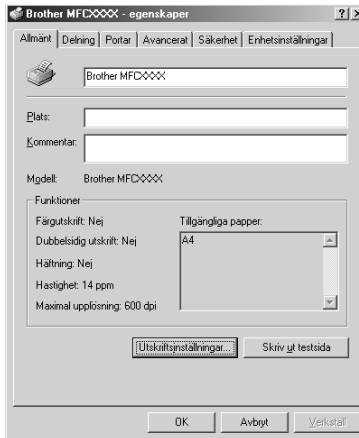 Brother MFCXXXX - egenskaper
Allmänt Delning Portar Avancerat Säkerhet Enhetsinställningar
Brother MFCXXXX
Plats:
Kommentar:
Modell: Brother MFCXXXX
Funktioner
Färgutskrift: Nej Tillgängliga papper:
Dubbelsidig utskrift: Nej A4
Häftning: Nej
Hastighet: 14 ppm
Maximal upplösning: 600 dpi
Utskriftsinställningar... Skriv ut testsida
OK Avbryt Verkställ